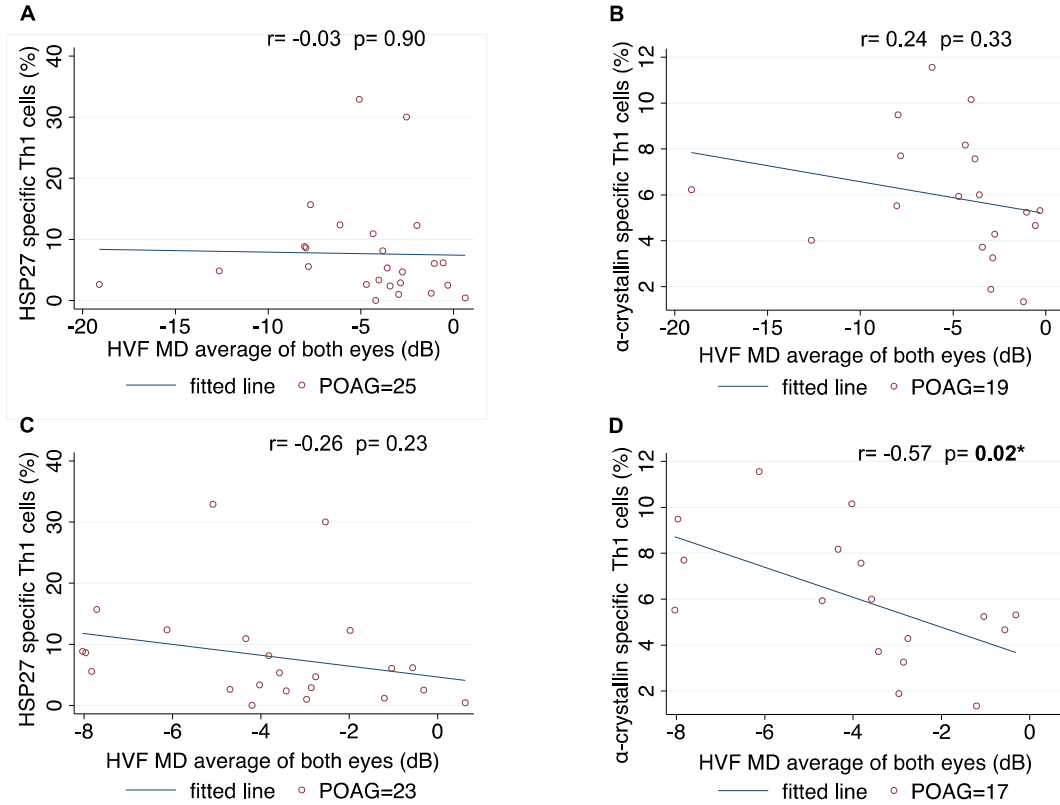 A
r= -0.03 p= 0.90
HSP27 specific Th1 cells (%)
40
30
20
10
0
-20 -15 -10 -5 0
HVF MD average of both eyes (dB)
fitted line POAG=25
B
r= 0.24 p= 0.33
α-crystallin specific Th1 cells (%)
12
10
8
6
4
2
-20 -15 -10 -5 0
HVF MD average of both eyes (dB)
fitted line POAG=19
C
r= -0.26 p= 0.23
HSP27 specific Th1 cells (%)
40
30
20
10
0
-8 -6 -4 -2 0
HVF MD average of both eyes (dB)
fitted line POAG=23
D
r= -0.57 p= 0.02*
α-crystallin specific Th1 cells (%)
12
10
8
6
4
2
-8 -6 -4 -2 0
HVF MD average of both eyes (dB)
fitted line POAG=17